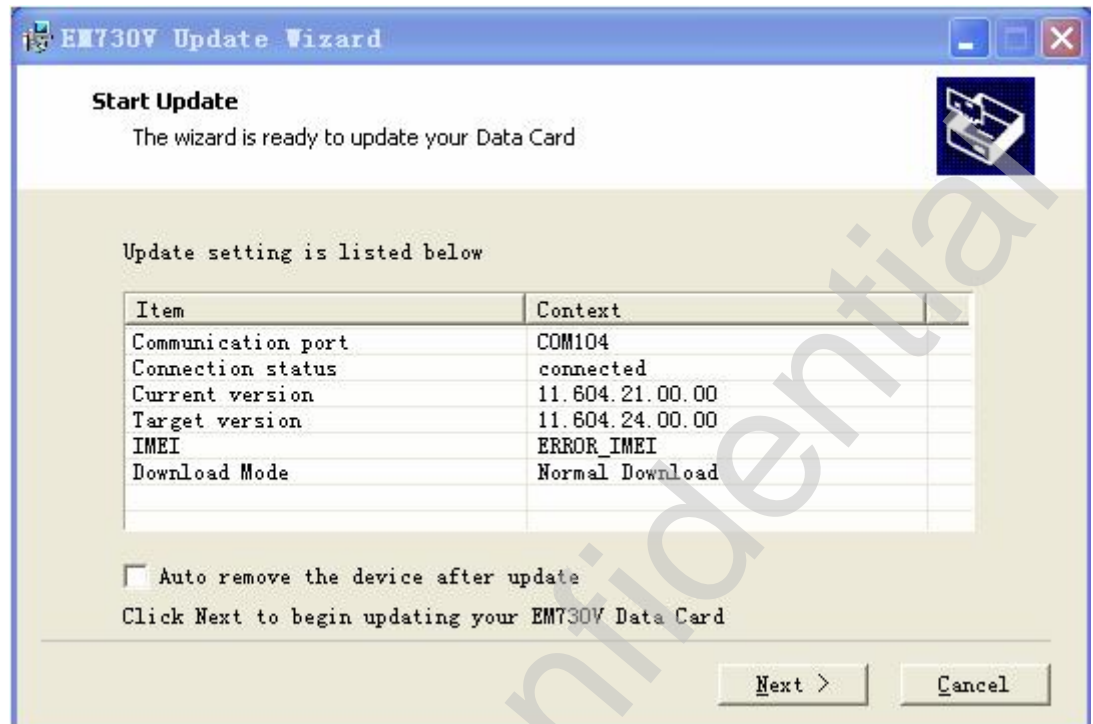 EM730V Update Wizard
Start Update
The wizard is ready to update your Data Card
Update setting is listed below
Item Context
Communication port COM104
Connection status connected
Current version 11.604.21.00.00
Target version 11.604.24.00.00
IMEI ERROR_IMEI
Download Mode Normal Download
Auto remove the device after update
Click Next to begin updating your EM730V Data Card
Next > Cancel
nfidential